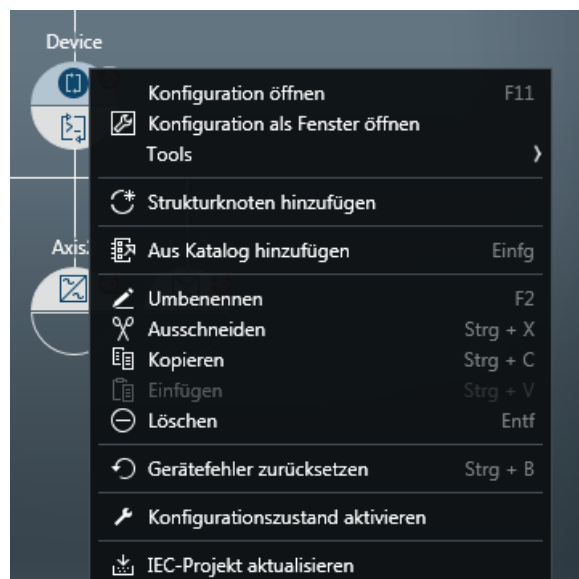 Device
Konfiguration öffnen F11
Konfiguration als Fenster öffnen
Tools
Strukturknoten hinzufügen
Axis
Aus Katalog hinzufügen Einfg
Umbenennen F2
Ausschneiden Strg + X
Kopieren Strg + C
Einfügen Strg + V
Löschen Entf
Gerätefehler zurücksetzen Strg + B
Konfigurationszustand aktivieren
IEC-Projekt aktualisieren